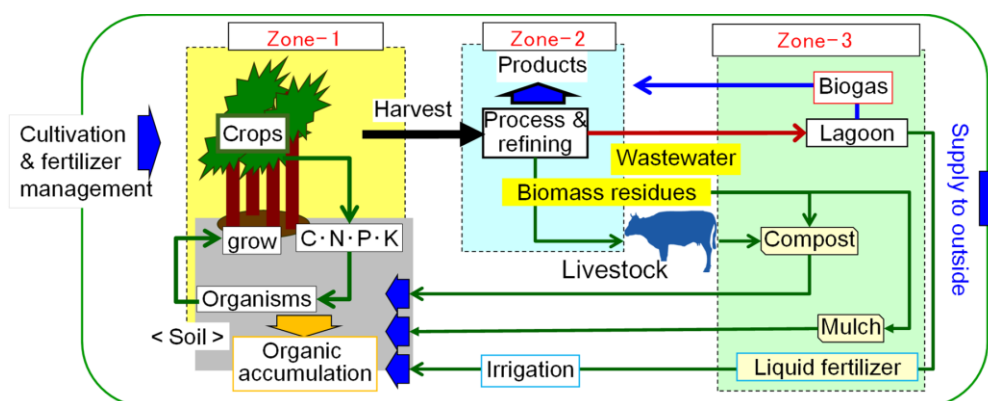 Zone-1
Zone-2
Zone-3
Products
Biogas
Harvest
Crops
Process &
refining
Lagoon
Cultivation
& fertilizer
management
Wastewater
Biomass residues
Supply to outside
grow
C･N･P･K
Compost
Livestock
Organisms
< Soil >
Mulch
Organic
accumulation
Irrigation
Liquid fertilizer